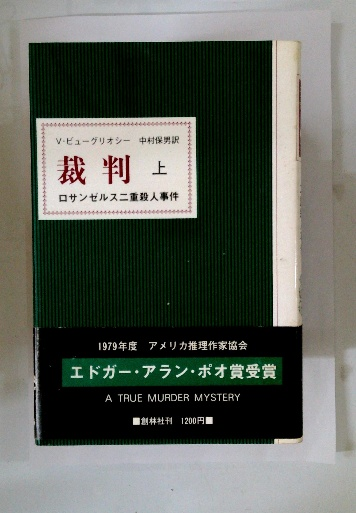 V・ビューグリオシー 中村保男訳
裁判 上
ロサンゼルス二重殺人事件
1979年度 アメリカ推理作家協会
エドガー・アラン・ポオ賞受賞
A TRUE MURDER MYSTERY
■創林社刊 1200円■